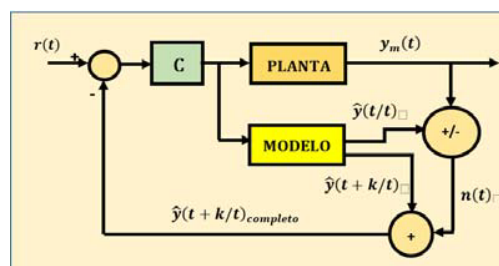 r(t)
+
-
C
PLANTA
y_m(t)
ŷ(t/t)□
+/-
MODELO
ŷ(t + k/t)□
n(t)□
ŷ(t + k/t)_completo
+